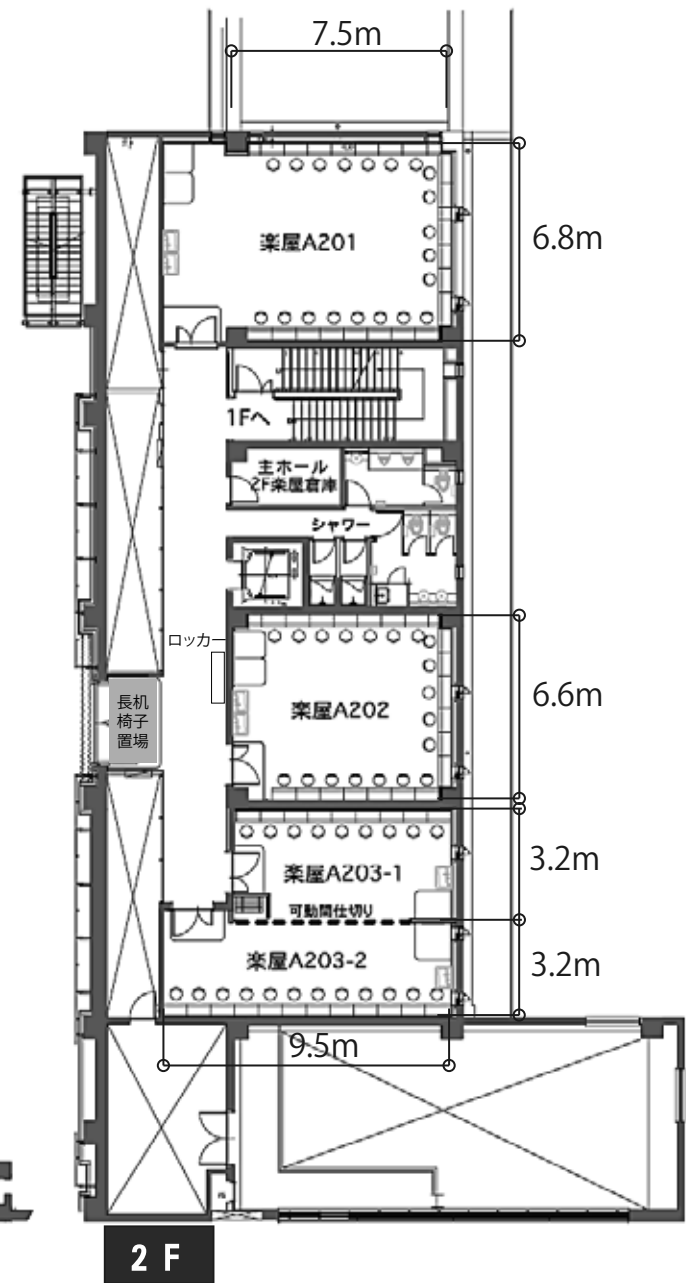 7.5m
楽屋A201
6.8m
1Fへ
主ホール
2F楽屋倉庫
シャワー
ロッカー
長机
椅子
置場
楽屋A202
6.6m
楽屋A203-1
3.2m
可動間仕切り
楽屋A203-2
3.2m
9.5m
2 F